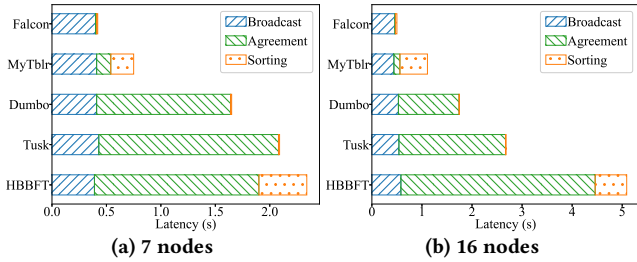 Falcon
MyTblr
Dumbo
Tusk
HBBFT
Broadcast
Agreement
Sorting
0.0 0.5 1.0 1.5 2.0
Latency (s)
(a) 7 nodes
Falcon
MyTblr
Dumbo
Tusk
HBBFT
Broadcast
Agreement
Sorting
0 1 2 3 4 5
Latency (s)
(b) 16 nodes